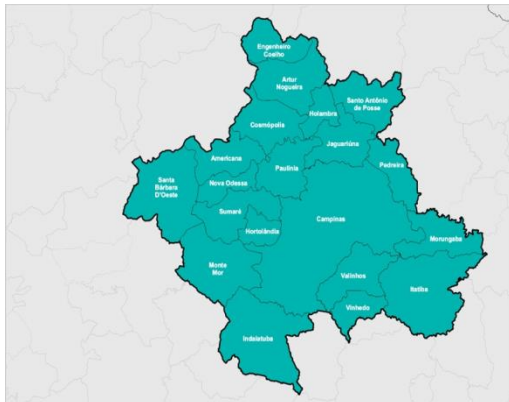 Engenheiro
Coelho
Artur
Nogueira
Santo Antônio
de Posse
Holambra
Cosmópolis
Jaguariúna
Americana
Paulínia
Pedreira
Santa
Bárbara
D'Oeste
Nova Odessa
Sumaré
Campinas
Hortolândia
Morungaba
Monte
Mor
Valinhos
Itatiba
Vinhedo
Indaiatuba